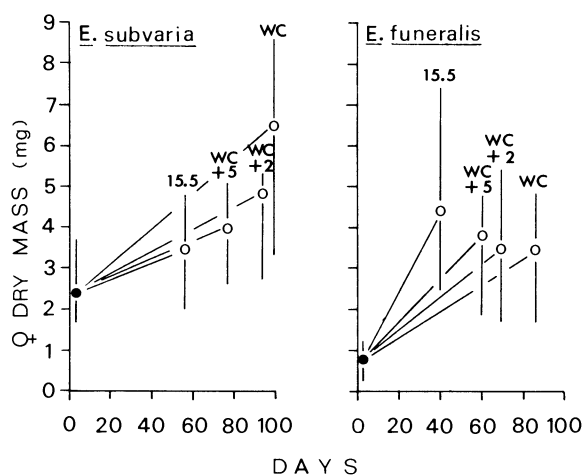 E. subvaria
E. funeralis
♀ DRY MASS (mg)
9
8
7
6
5
4
3
2
1
0
WC
WC
+ 5
WC
+ 2
15.5
15.5
WC
+ 2
WC
+ 5
WC
0 20 40 60 80 100
0 20 40 60 80 100
DAYS